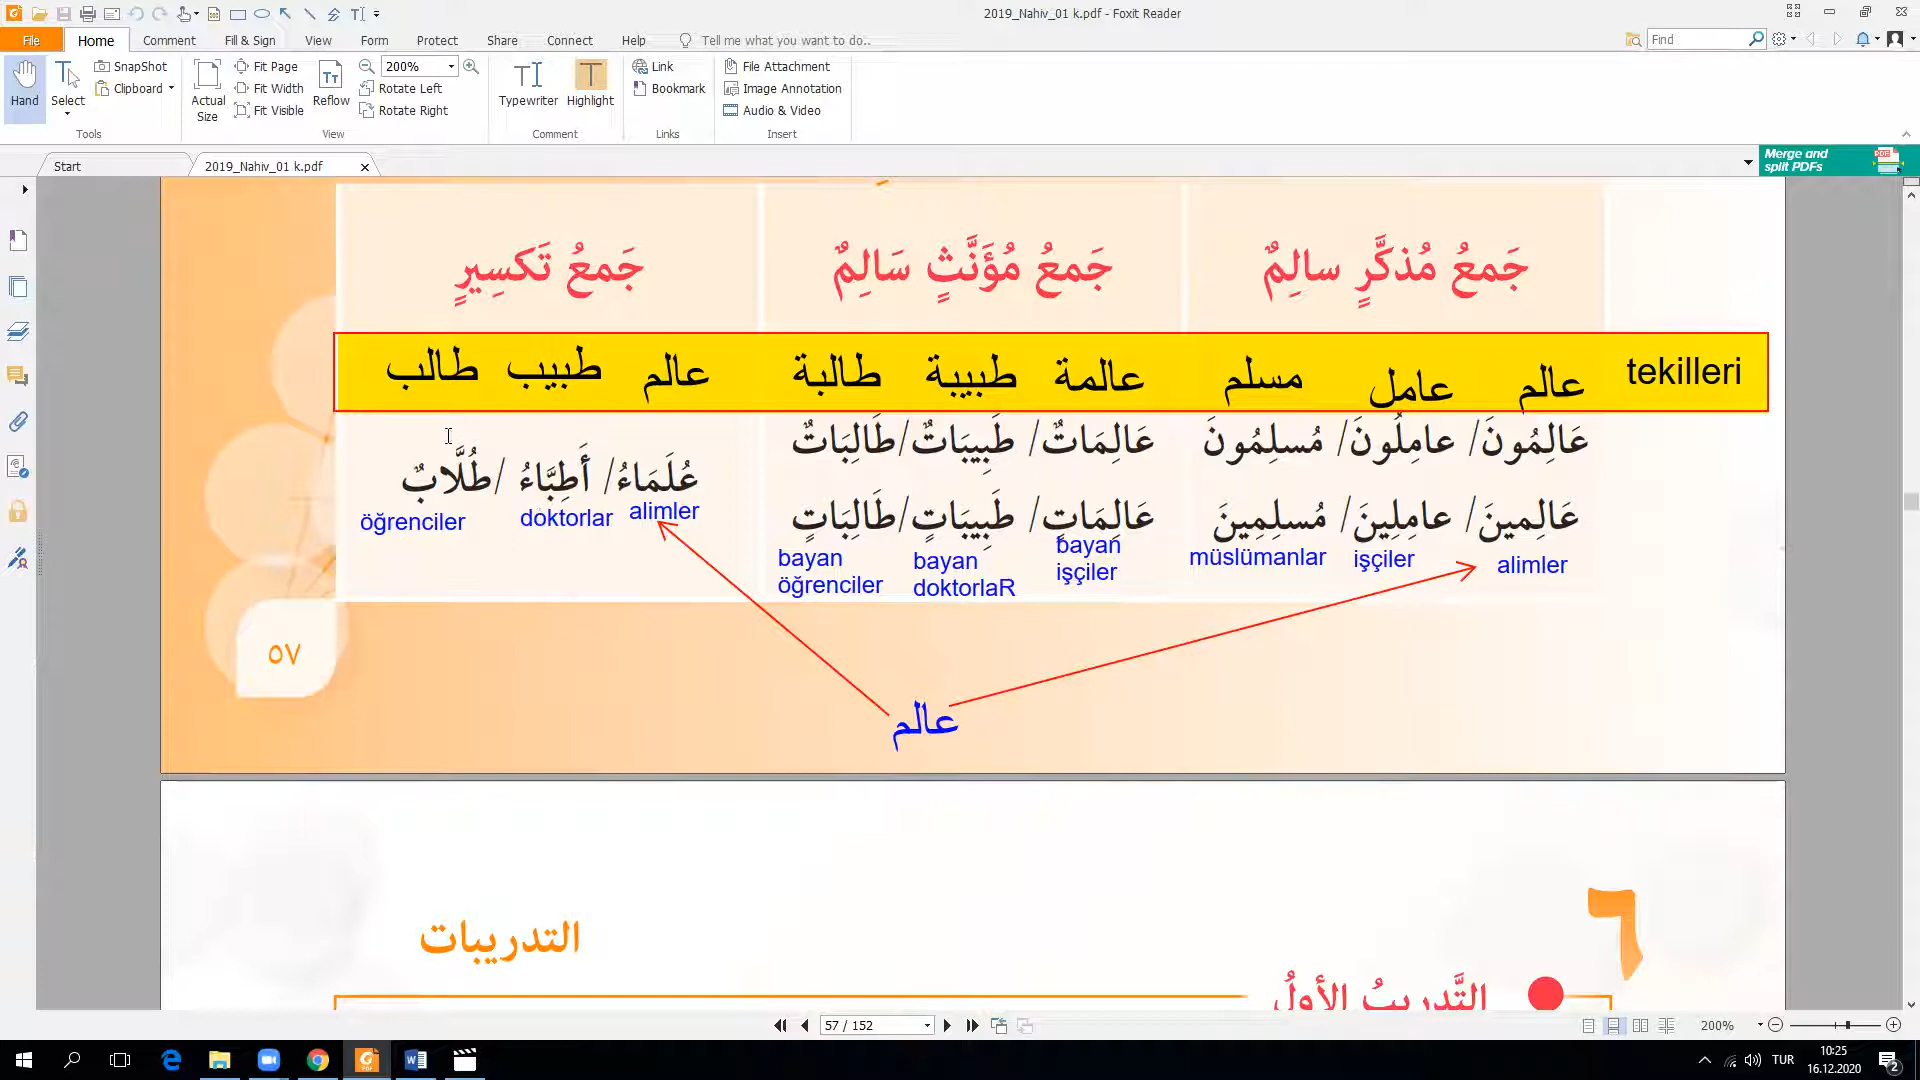 2019_Nahiv_01 k.pdf - Foxit Reader
File Home Comment Fill & Sign View Form Protect Share Connect Help Tell me what you want to do.. Find
Hand Select SnapShot Clipboard
Tools
Actual Size Fit Page Fit Width Fit Visible Reflow 200% Rotate Left Rotate Right
View
Typewriter Highlight
Comment
Link Bookmark
Links
File Attachment Image Annotation Audio & Video
Insert
Start 2019_Nahiv_01 k.pdf
Merge and split PDFs
جَمعُ مُذكَّرٍ سالِمٌ جَمعُ مُؤَنَّثٍ سَالِمٌ جَمعُ تَكسِيرٍ
tekilleri عالم عامل مسلم عالمة طبيبة طالبة عالم طبيب طالب
عَالِمُونَ/ عامِلُونَ/ مُسلِمُونَ
عَالِمِينَ/ عامِلِينَ/ مُسلِمِينَ
müslümanlar işçiler alimler
عَالِمَاتٌ/ طَبِيبَاتٌ/طَالِبَاتٌ
عَالِمَاتٍ/ طَبِيبَاتٍ/طَالِبَاتٍ
bayan öğrenciler
bayan doktorlaR
bayan işçiler
عُلَمَاءُ/ أَطِبَّاءُ /طُلَّابٌ
öğrenciler doktorlar alimler
٥٧
عالم
٦
التدريبات
التَّدريبُ الأولُ
57 / 152
200%
TUR
10:25
16.12.2020
2